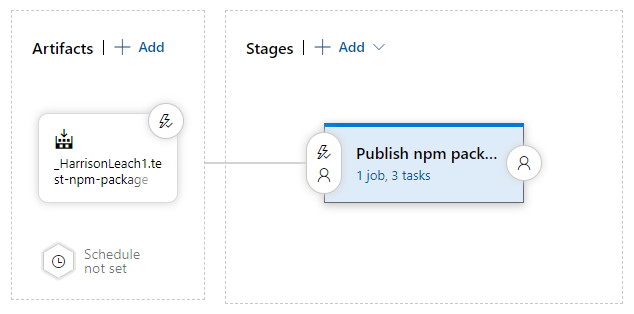 Artifacts | + Add
Stages | + Add
_HarrisonLeach1.te
st-npm-package
Publish npm pack...
1 job, 3 tasks
Schedule
not set